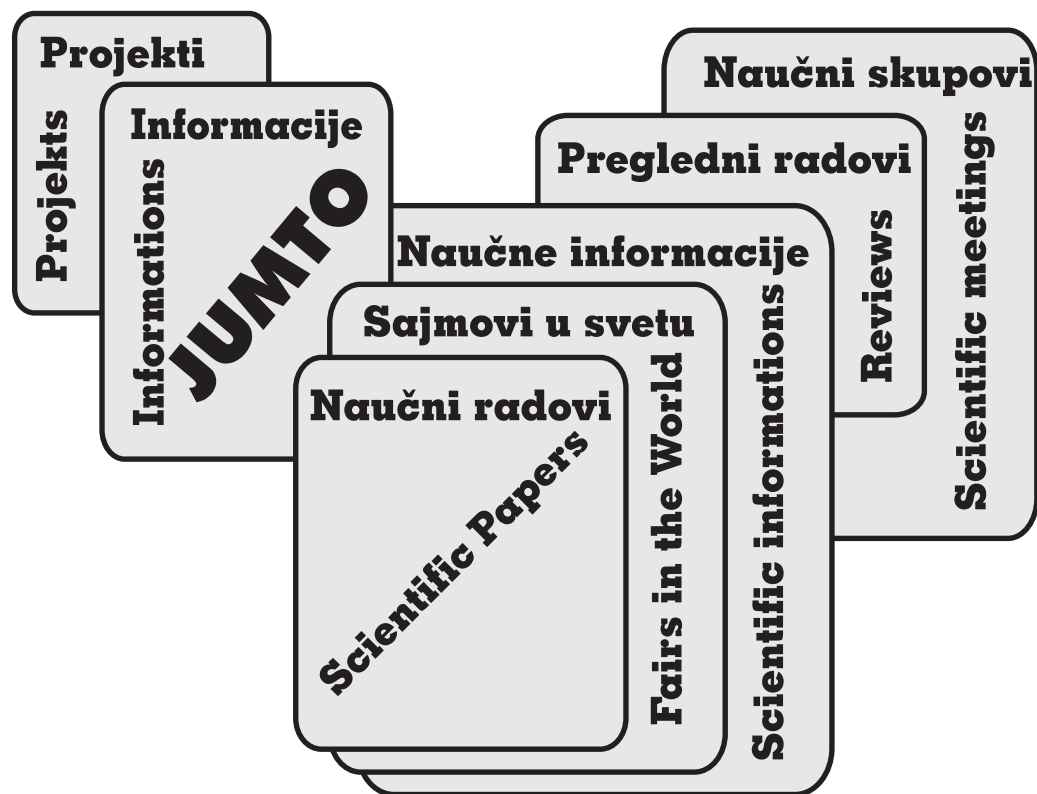 Projekti
Projekts
Informacije
Informations
JUMTO
Naučni skupovi
Scientific meetings
Pregledni radovi
Reviews
Naučne informacije
Scientific informations
Sajmovi u svetu
Fairs in the World
Naučni radovi
Scientific Papers